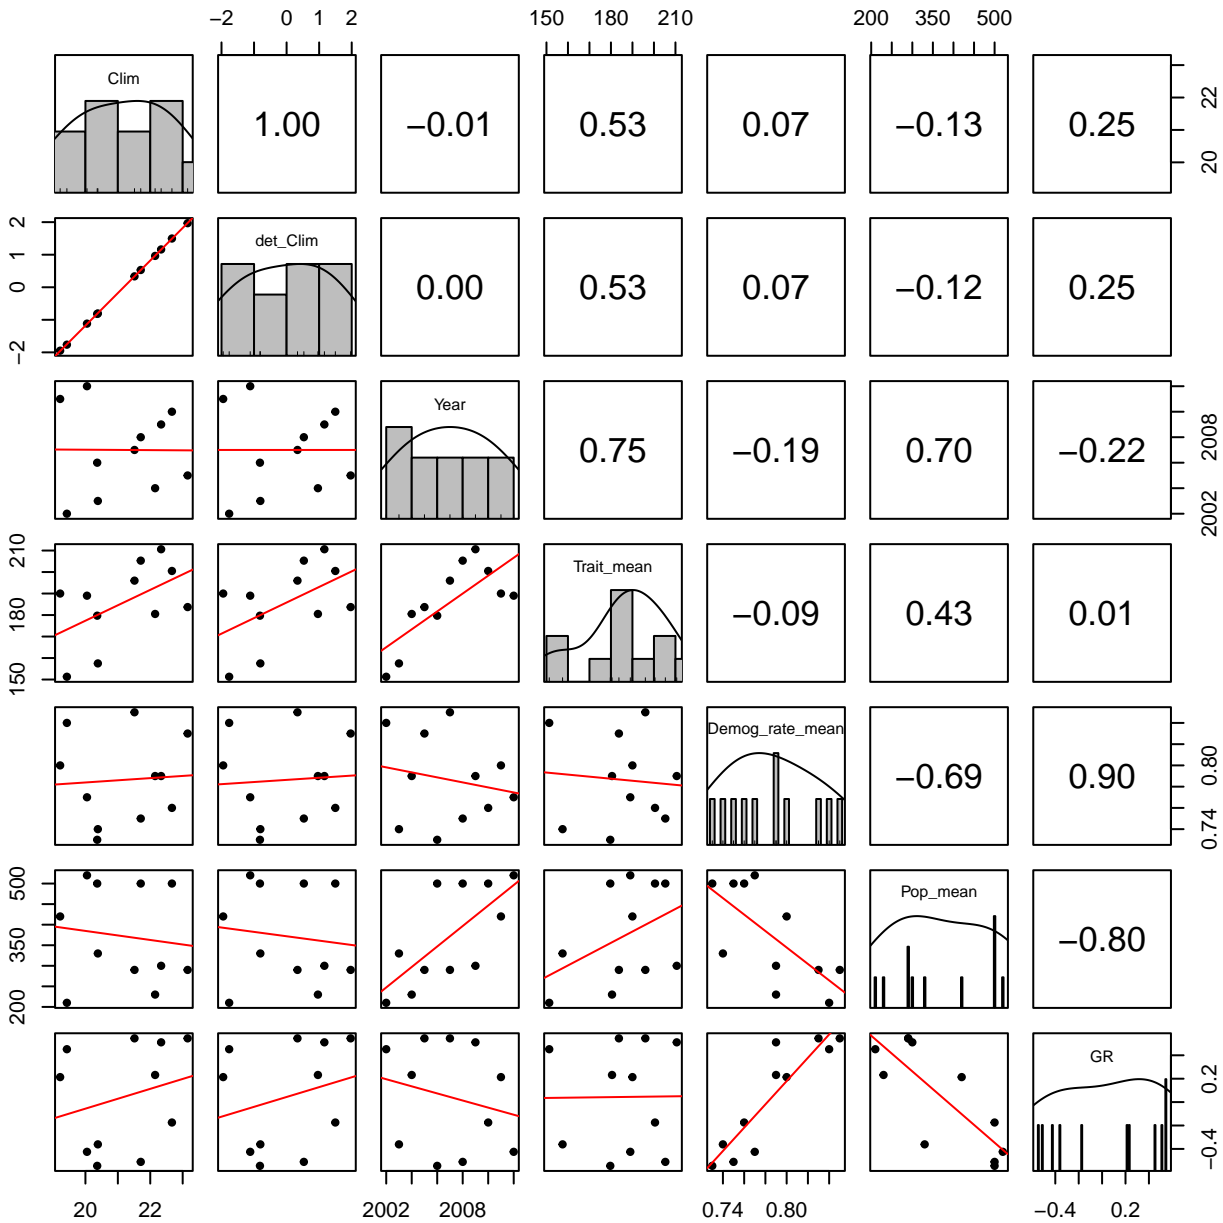 −2 0 1 2 150 180 210 200 350 500
Clim
1.00 −0.01 0.53 0.07 −0.13 0.25
20 22
−2 0 1 2
det_Clim
0.00 0.53 0.07 −0.12 0.25
Year
0.75 −0.19 0.70 −0.22
2002 2008
150 180 210
Trait_mean
−0.09 0.43 0.01
Demog_rate_mean
−0.69 0.90
0.74 0.80
200 350 500
Pop_mean
−0.80
GR
−0.4 0.2
20 22 2002 2008 0.74 0.80 −0.4 0.2